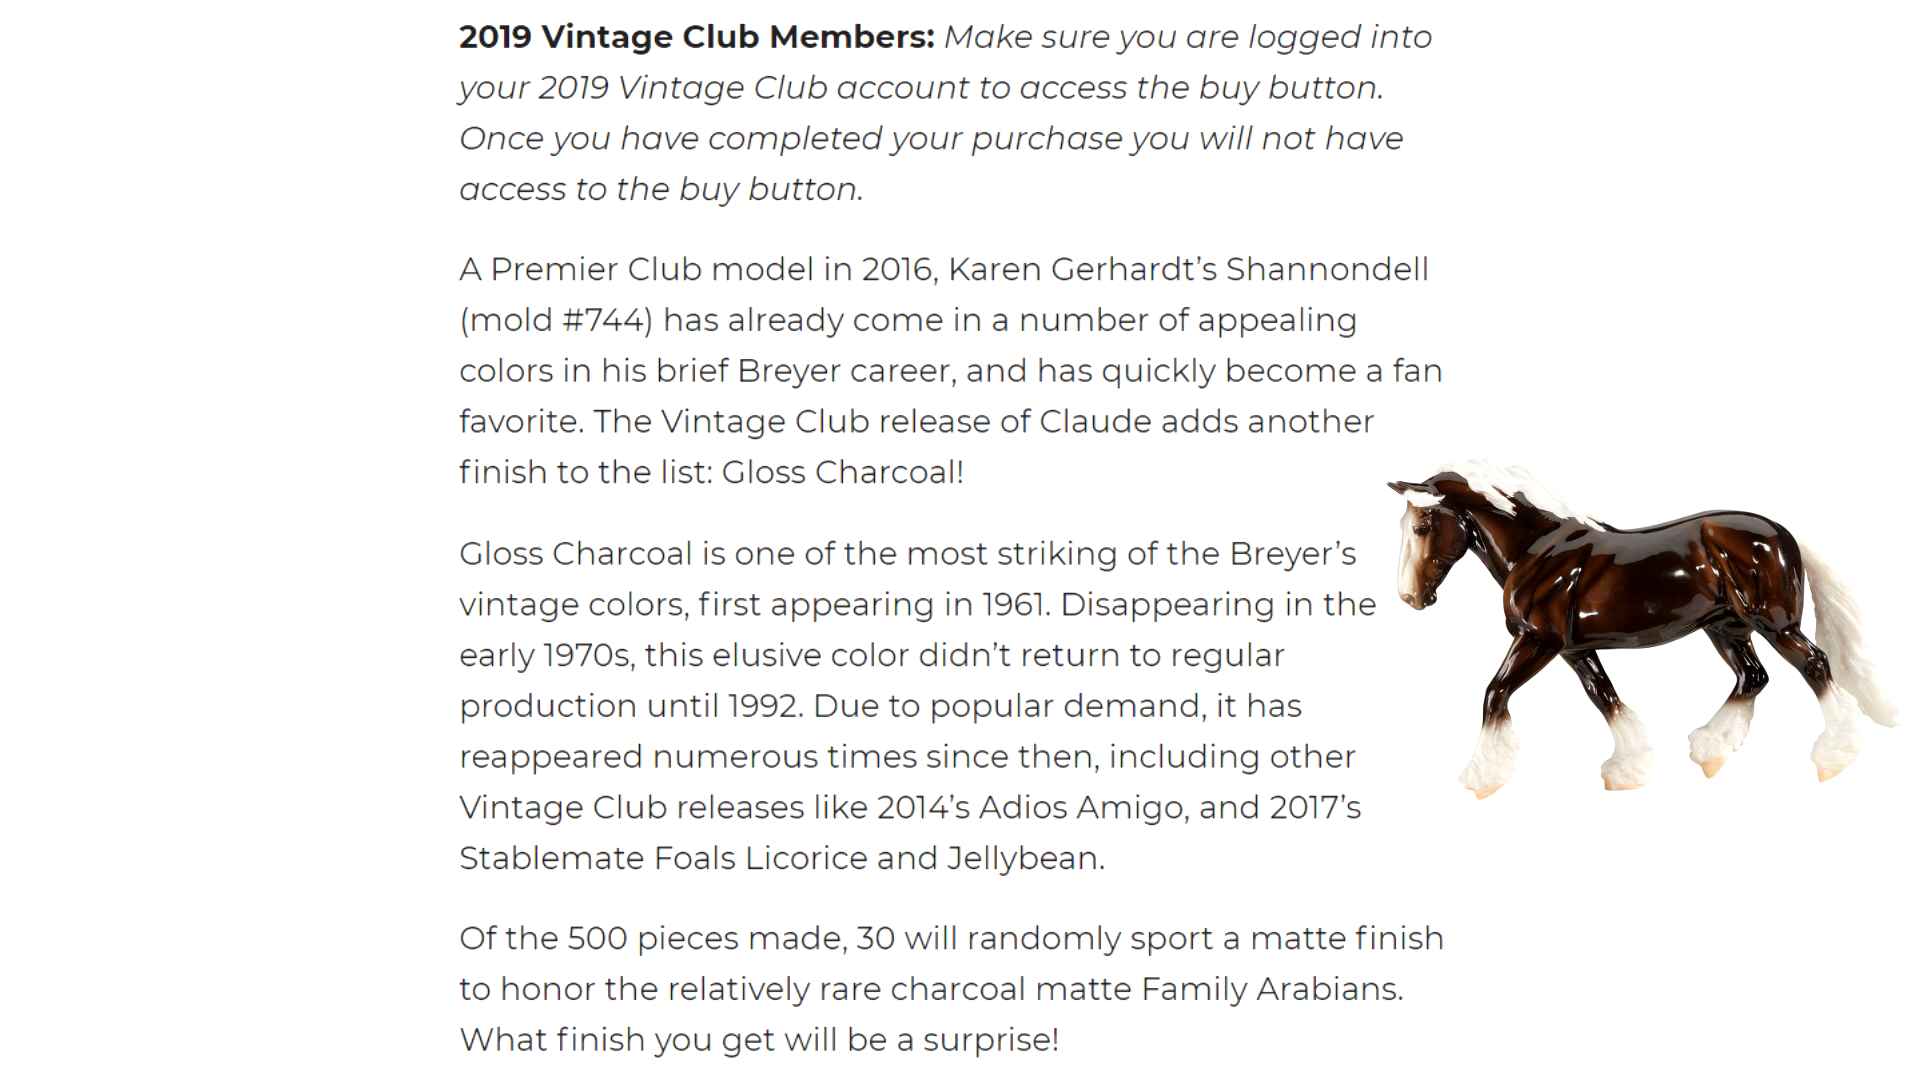 2019 Vintage Club Members: Make sure you are logged into
your 2019 Vintage Club account to access the buy button.
Once you have completed your purchase you will not have
access to the buy button.
A Premier Club model in 2016, Karen Gerhardt’s Shannondell
(mold #744) has already come in a number of appealing
colors in his brief Breyer career, and has quickly become a fan
favorite. The Vintage Club release of Claude adds another
finish to the list: Gloss Charcoal!
Gloss Charcoal is one of the most striking of the Breyer’s
vintage colors, first appearing in 1961. Disappearing in the
early 1970s, this elusive color didn’t return to regular
production until 1992. Due to popular demand, it has
reappeared numerous times since then, including other
Vintage Club releases like 2014’s Adios Amigo, and 2017’s
Stablemate Foals Licorice and Jellybean.
Of the 500 pieces made, 30 will randomly sport a matte finish
to honor the relatively rare charcoal matte Family Arabians.
What finish you get will be a surprise!